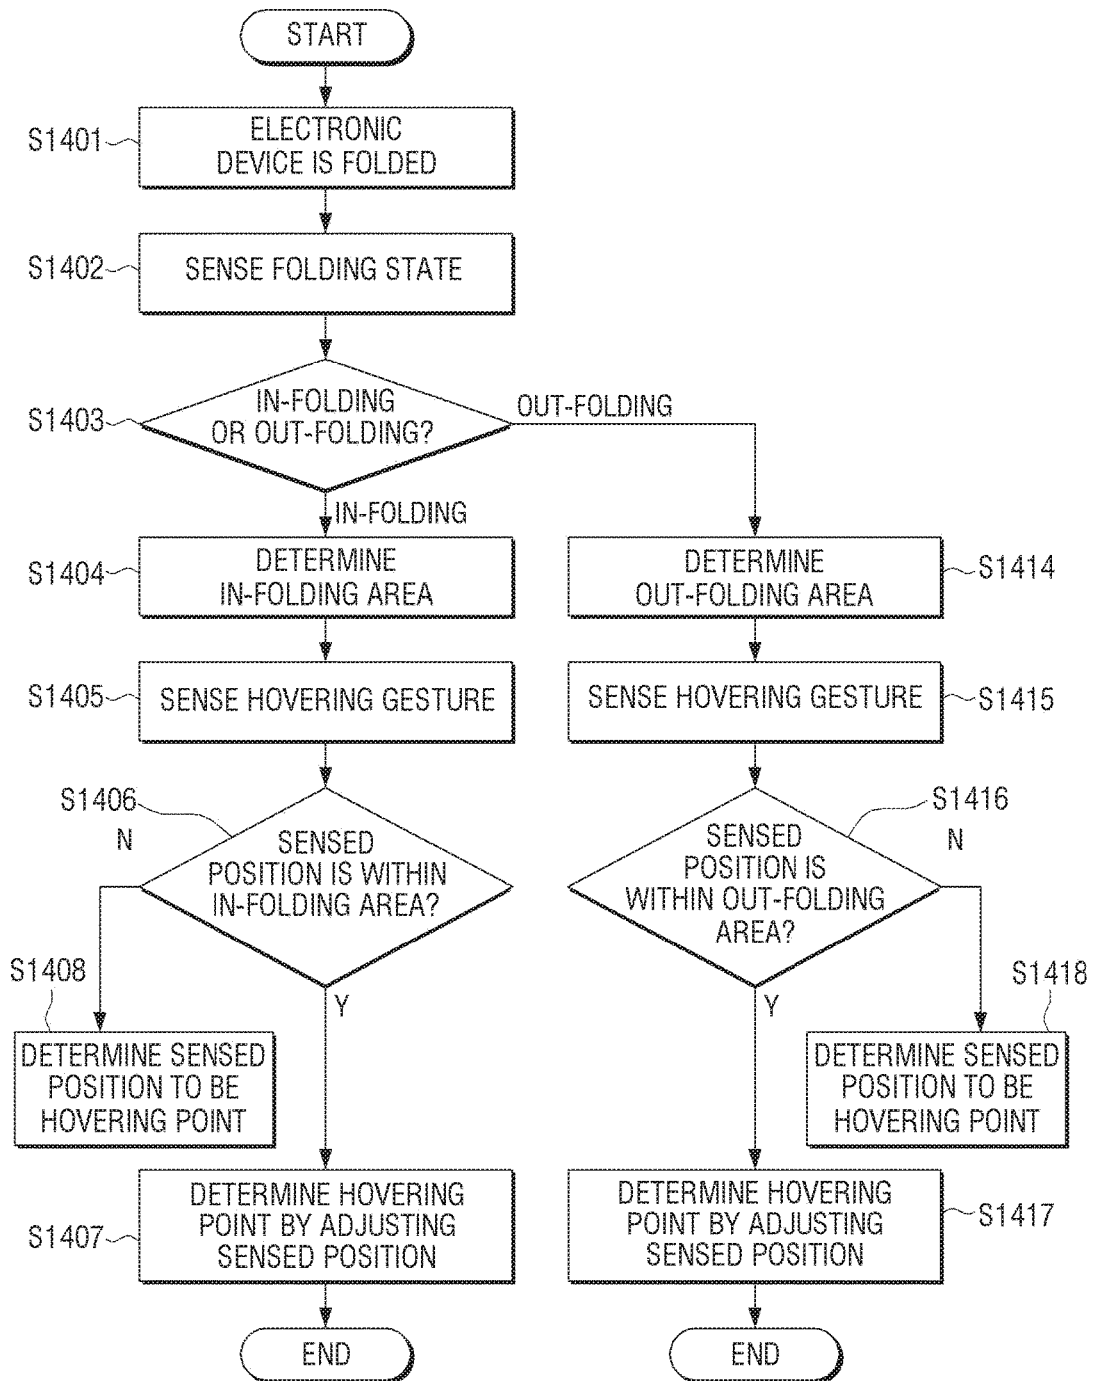 START
S1401
ELECTRONIC
DEVICE IS FOLDED
S1402
SENSE FOLDING STATE
S1403
IN-FOLDING
OR OUT-FOLDING?
OUT-FOLDING
IN-FOLDING
S1404
DETERMINE
IN-FOLDING AREA
DETERMINE
OUT-FOLDING AREA
S1414
S1405
SENSE HOVERING GESTURE
SENSE HOVERING GESTURE
S1415
S1406
N
SENSED
POSITION IS WITHIN
IN-FOLDING AREA?
SENSED
POSITION IS
WITHIN OUT-FOLDING
AREA?
S1416
N
S1408
Y
Y
S1418
DETERMINE SENSED
POSITION TO BE
HOVERING POINT
DETERMINE SENSED
POSITION TO BE
HOVERING POINT
S1407
DETERMINE HOVERING
POINT BY ADJUSTING
SENSED POSITION
DETERMINE HOVERING
POINT BY ADJUSTING
SENSED POSITION
S1417
END
END